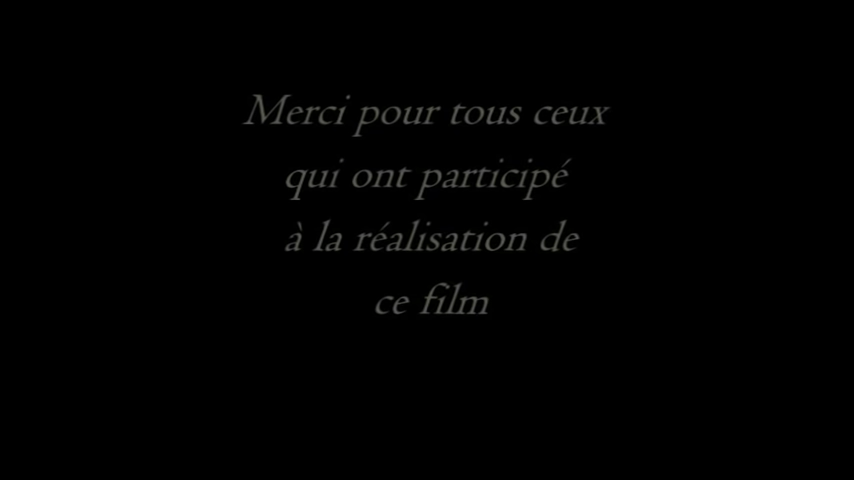 Merci pour tous ceux
qui ont participé
à la réalisation de
ce film